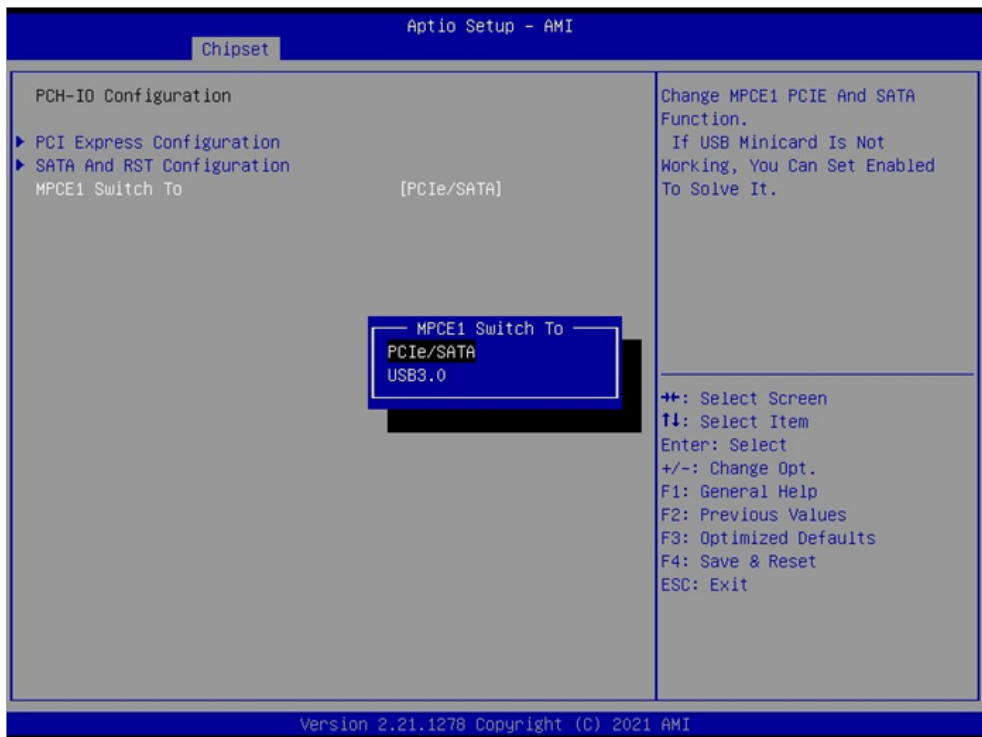 Aptio Setup - AMI
Chipset
PCH-IO Configuration
PCI Express Configuration
SATA And RST Configuration
MPCE1 Switch To [PCIe/SATA]
MPCE1 Switch To
PCIe/SATA
USB3.0
Change MPCE1 PCIE And SATA
Function.
If USB Minicard Is Not
Working, You Can Set Enabled
To Solve It.
→←: Select Screen
↑↓: Select Item
Enter: Select
+/-: Change Opt.
F1: General Help
F2: Previous Values
F3: Optimized Defaults
F4: Save & Reset
ESC: Exit
Version 2.21.1278 Copyright (C) 2021 AMI